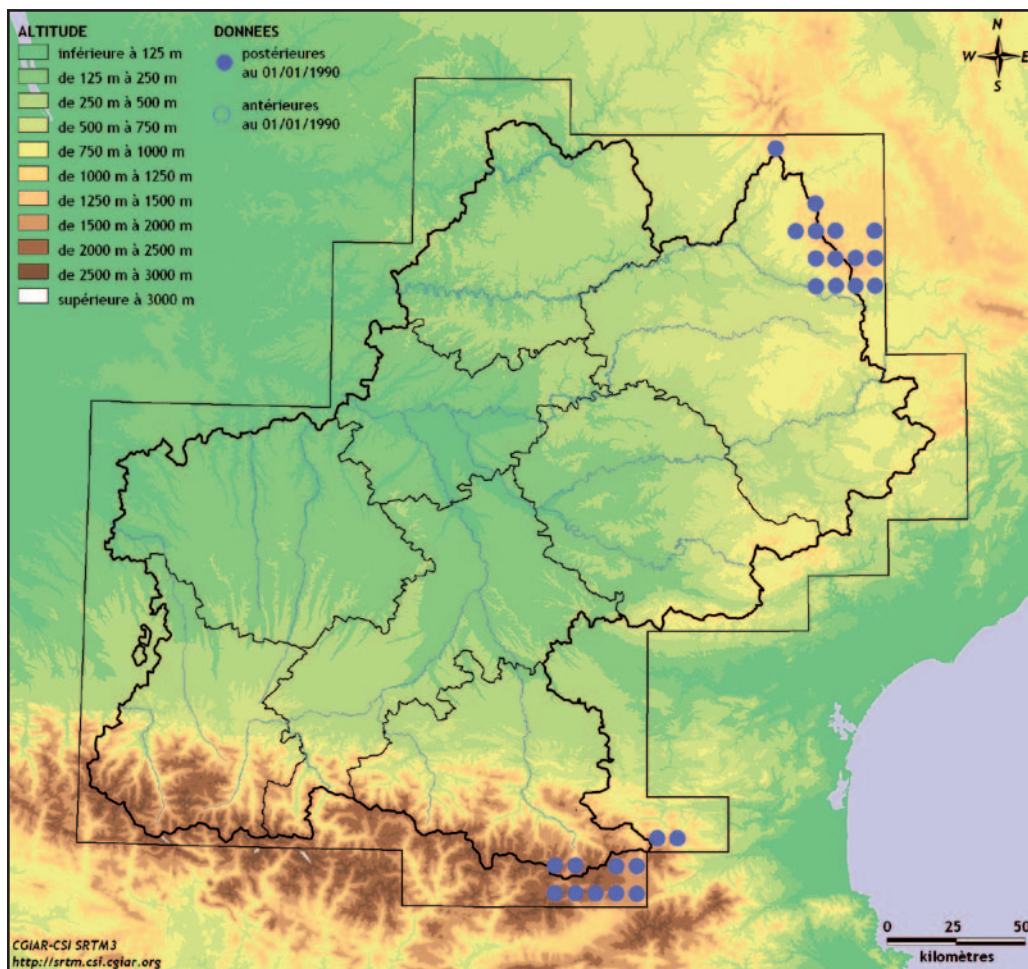 ALTITUDE
inférieure à 125 m
de 125 m à 250 m
de 250 m à 500 m
de 500 m à 750 m
de 750 m à 1000 m
de 1000 m à 1250 m
de 1250 m à 1500 m
de 1500 m à 2000 m
de 2000 m à 2500 m
de 2500 m à 3000 m
supérieure à 3000 m
DONNEES
postérieures
au 01/01/1990
antérieures
au 01/01/1990
N
W E
S
CGIAR-CSI SRTM3
http://srtm.csi.cgiar.org
0 25 50
kilomètres